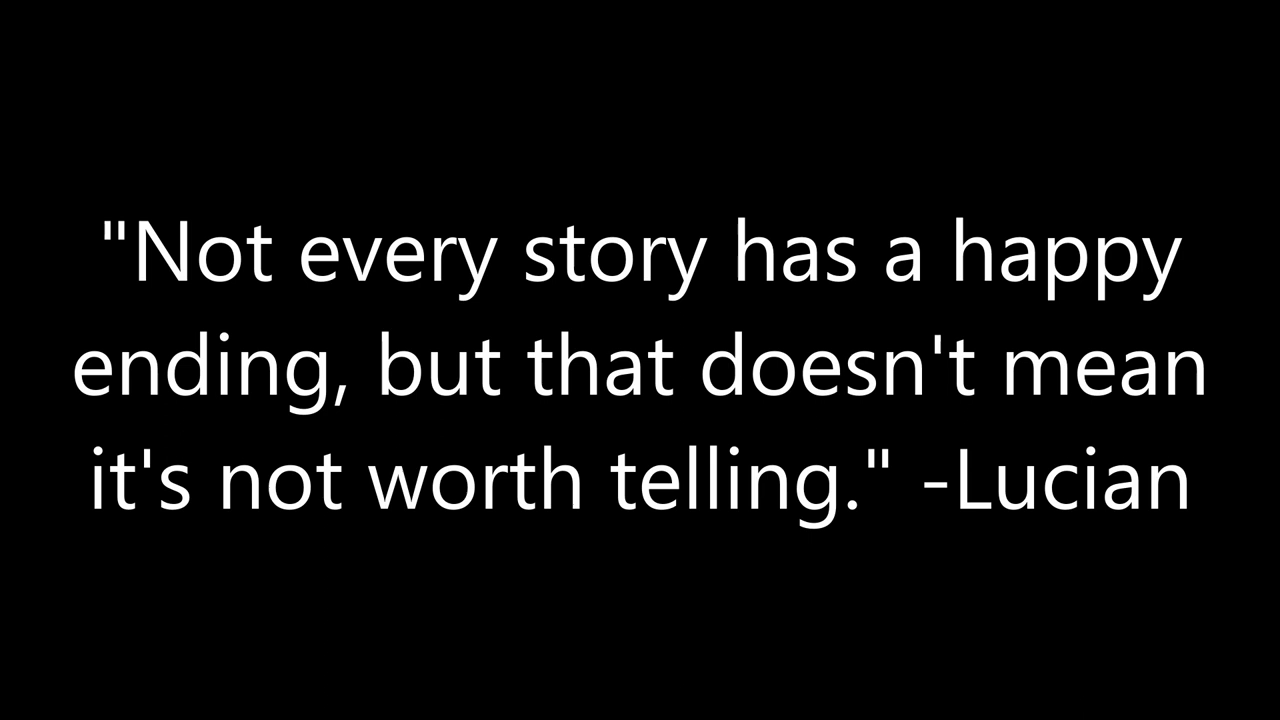 "Not every story has a happy
ending, but that doesn't mean
it's not worth telling." -Lucian